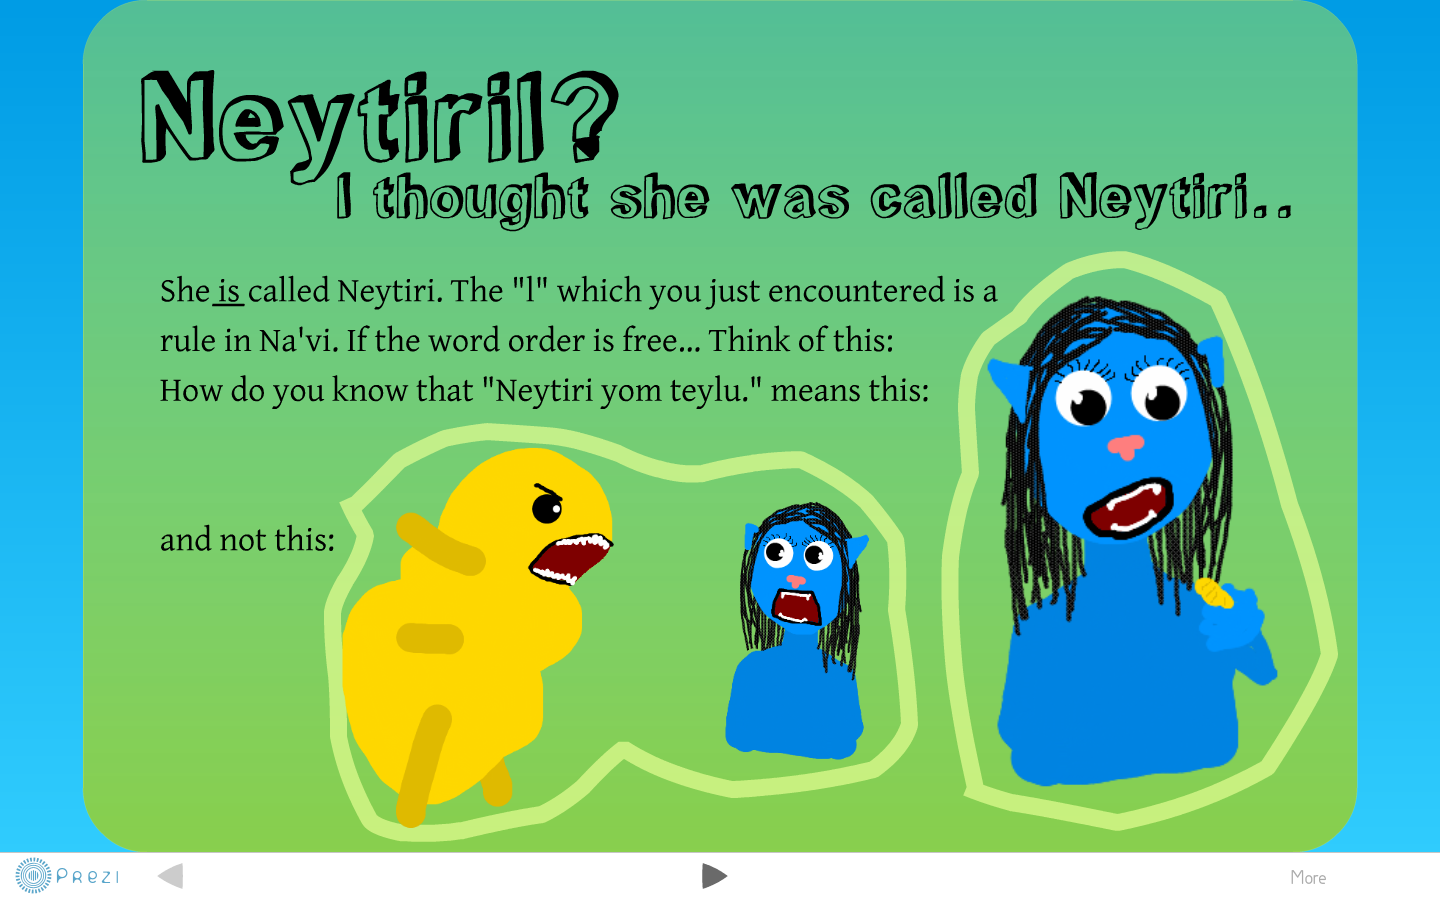 Neytiril?
I thought she was called Neytiri..
She is called Neytiri. The "l" which you just encountered is a
rule in Na'vi. If the word order is free... Think of this:
How do you know that "Neytiri yom teylu." means this:
and not this:
Prezi
More